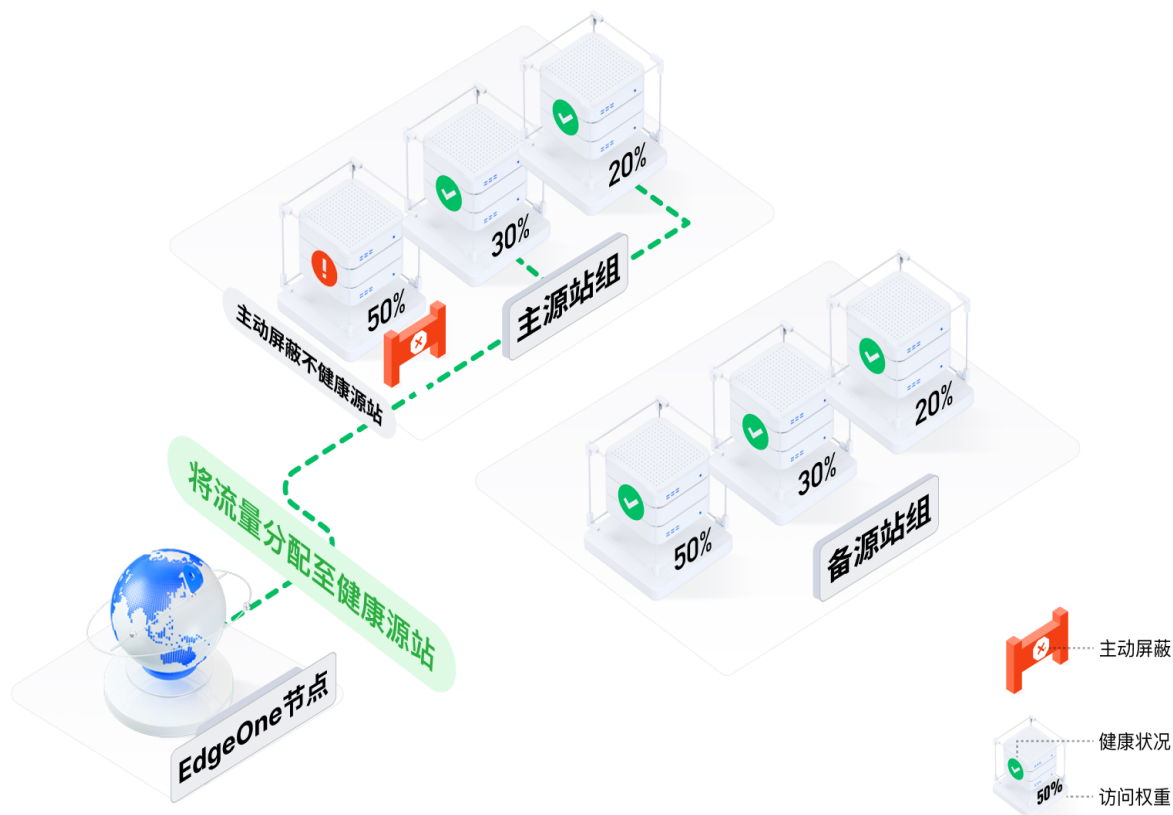 20%
30%
50%
主源站组
主动屏蔽不健康源站
20%
30%
50%
备源站组
将流量分配至健康源站
EdgeOne节点
主动屏蔽
健康状况
50%
访问权重